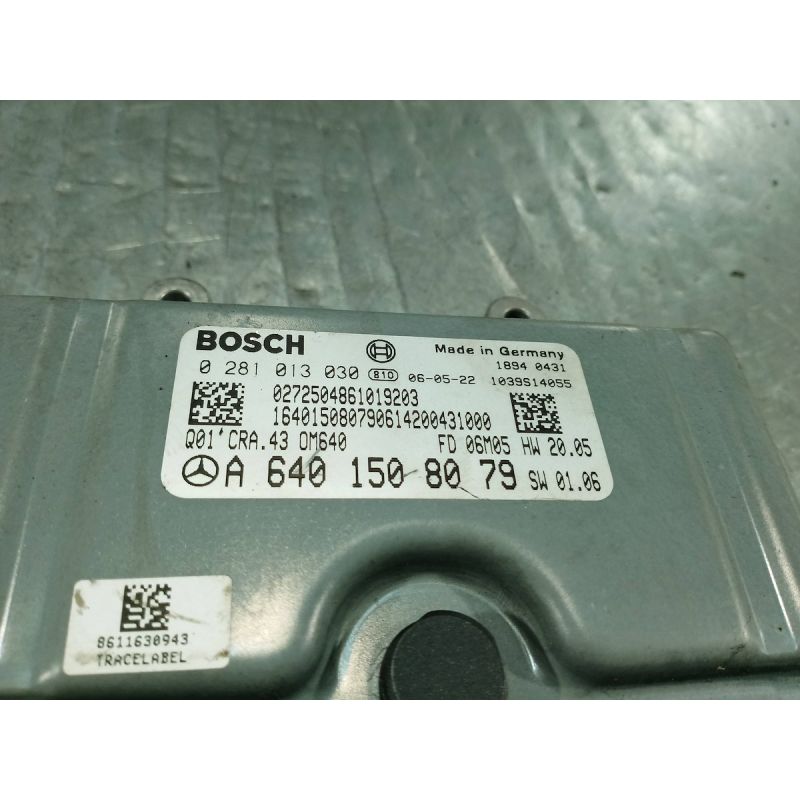 BOSCH
Made in Germany
0 281 013 030 810 06-05-22
1894 0431
1039S14055
0272504861019203
164015080790614200431000
Q01'CRA.43 OM640 FD 06M05 HW 20.05
A 640 150 80 79 SW 01.06
8611630943
TRACELABEL